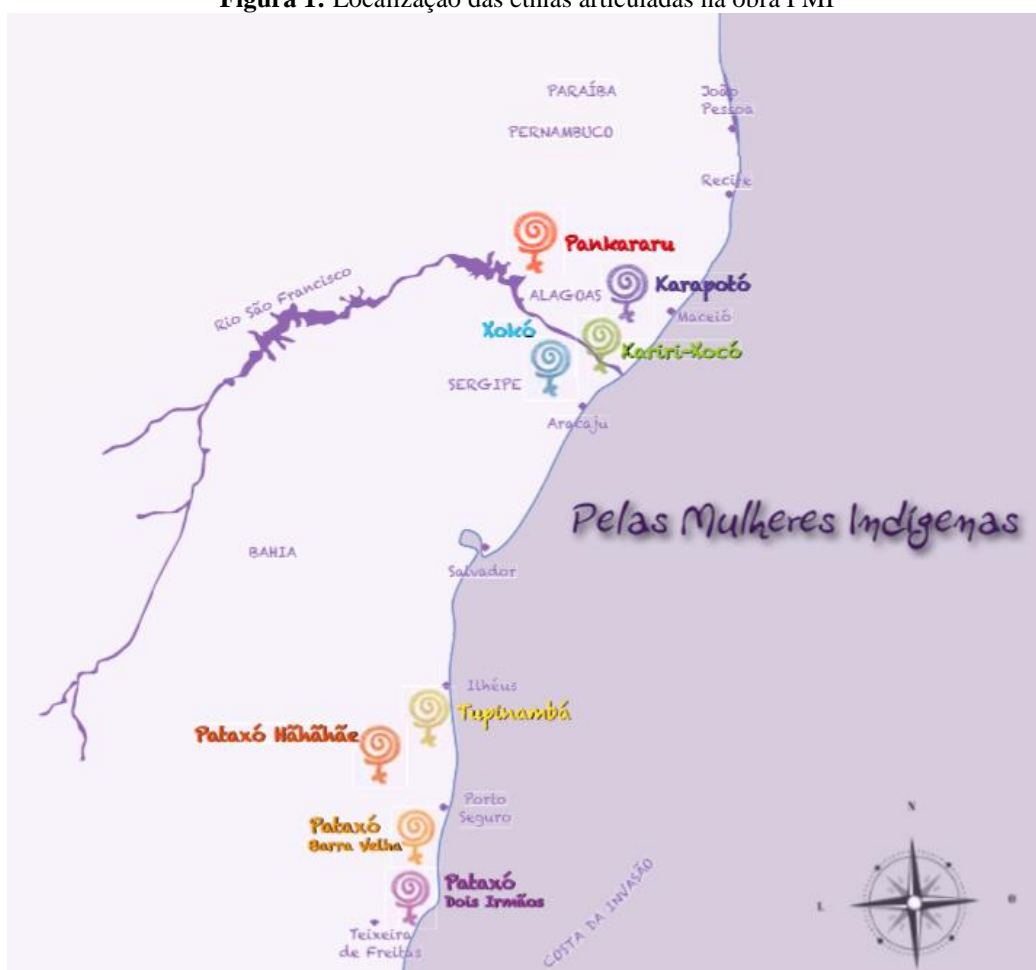 Figura 1: Localização das etnias articuladas na obra PMI
PARAÍBA
João
Pessoa
PERNAMBUCO
Recife
Pankararu
Rio São Francisco
ALAGOAS
Karapotó
Maceió
Xokó
Kariri-Xocó
SERGIPE
Aracaju
Pelas Mulheres Indígenas
BAHIA
Salvador
Ilhéus
Tupinambá
Pataxó Hãhãhãe
Porto
Seguro
Pataxó
Barra Velha
Pataxó
Dois Irmãos
Teixeira
de Freitas
COSTA DA INVASÃO
N
L
O